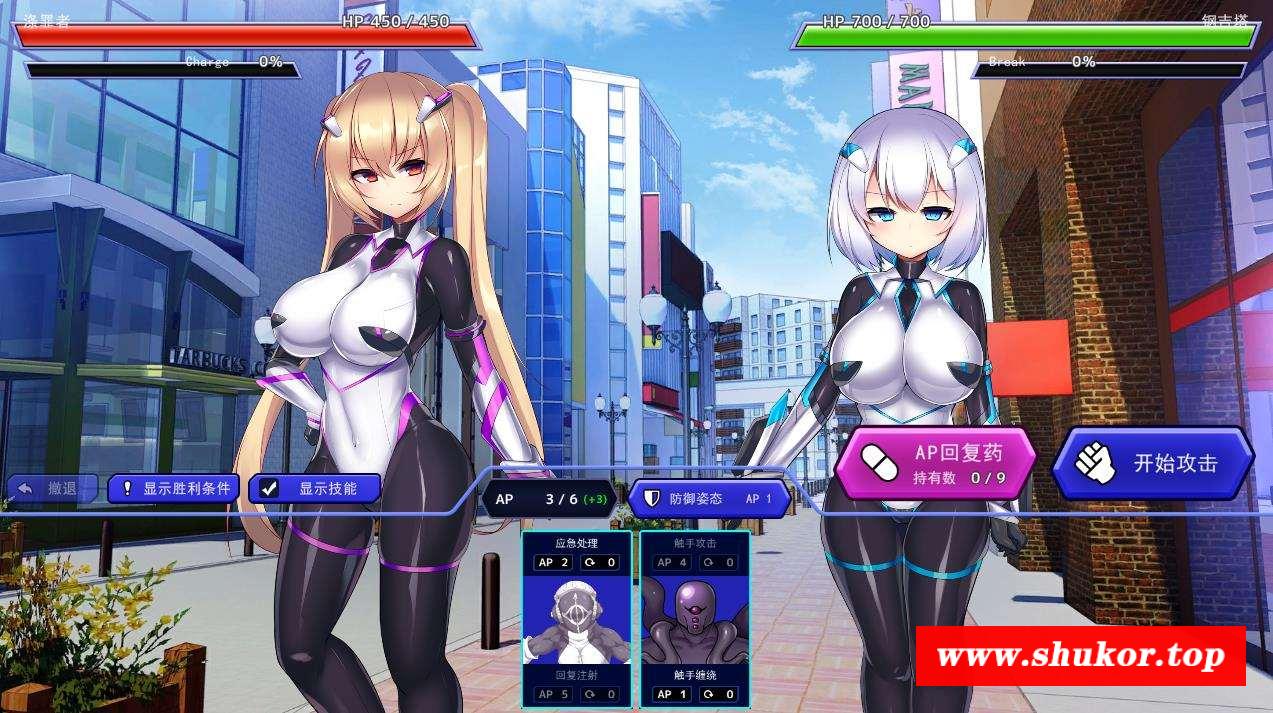 涤罪者
HP 450 / 450
HP 700 / 700
钢吉塔
Charge 0%
Break 0%
MA
TARBUCKS C
撤退
! 显示胜利条件
显示技能
AP 3 / 6 (+3)
防御姿态 AP 1
AP回复药
持有数 0 / 9
开始攻击
应急处理
AP 2 0
触手攻击
AP 4 0
回复注射
AP 5 0
触手缠绕
AP 1 0
www.shukor.top